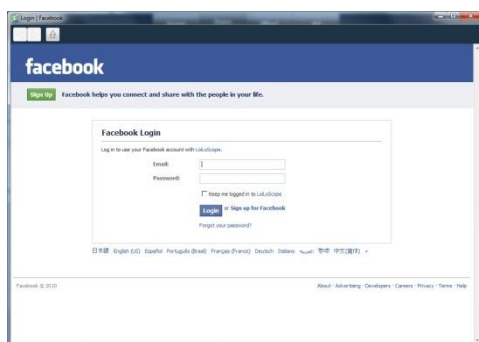 Login | Facebook
facebook
Sign Up Facebook helps you connect and share with the people in your life.
Facebook Login
Log in to use your Facebook account with LoLoScope.
Email:
Password:
Keep me logged in to LoLoScope
Login or Sign up for Facebook
Forgot your password?
日本語 English (US) Español Português (Brasil) Français (France) Deutsch Italiano العربية हिन्दी 中文(简体) »
Facebook © 2010
About · Advertising · Developers · Careers · Privacy · Terms · Help